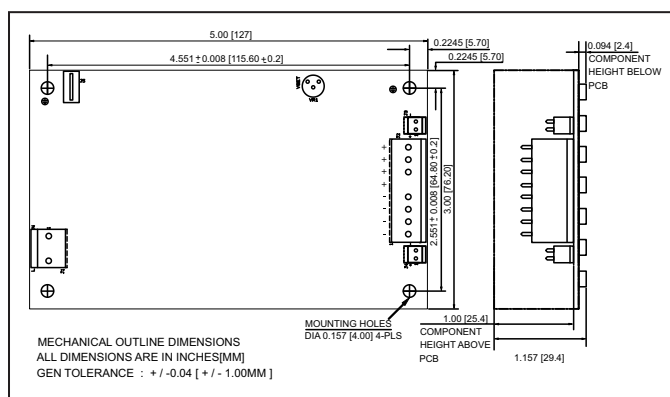 5.00 [127]
4.551±0.008 [115.60±0.2]
0.2245 [5.70]
0.2245 [5.70]
0.094 [2.4]
COMPONENT
HEIGHT BELOW
PCB
VR1
+
+
+
+
-
-
-
-
2.551± 0.008 [64.80±0.2]
3.00 [76.20]
MOUNTING HOLES
DIA 0.157 [4.00] 4-PLS
1.00 [25.4]
COMPONENT
HEIGHT ABOVE
PCB
1.157 [29.4]
MECHANICAL OUTLINE DIMENSIONS
ALL DIMENSIONS ARE IN INCHES[MM]
GEN TOLERANCE : + / -0.04 [ + / - 1.00MM ]